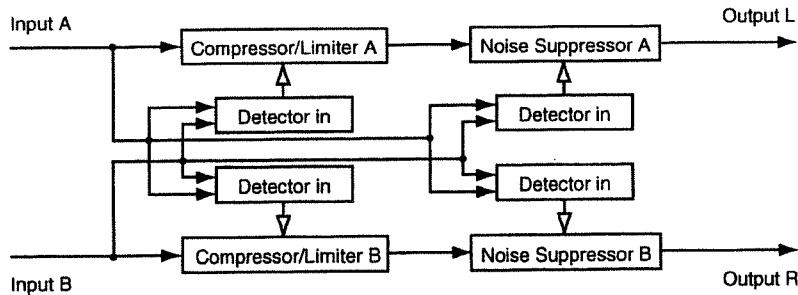 Input A
Output L
Compressor/Limiter A
Noise Suppressor A
Detector in
Detector in
Detector in
Detector in
Compressor/Limiter B
Noise Suppressor B
Input B
Output R